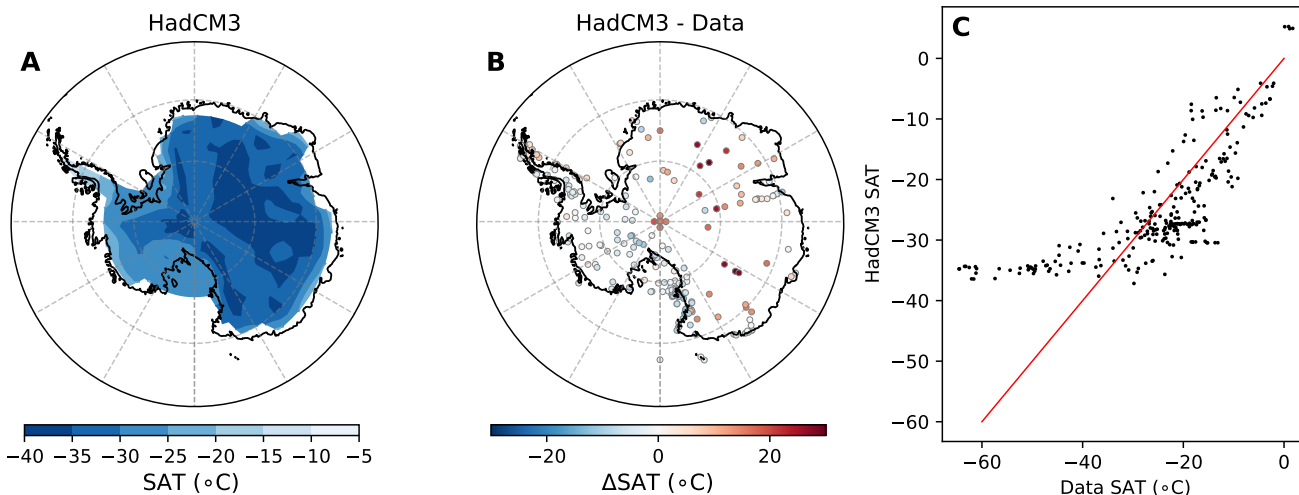 HadCM3
A
−40 −35 −30 −25 −20 −15 −10 −5
SAT (∘C)
HadCM3 - Data
B
−20 0 20
ΔSAT (∘C)
C
HadCM3 SAT
0
−10
−20
−30
−40
−50
−60
−60 −40 −20 0
Data SAT (∘C)